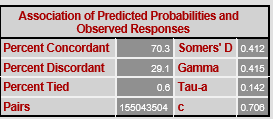 Association of Predicted Probabilities and
Observed Responses
Percent Concordant 70.3 Somers' D 0.412
Percent Discordant 29.1 Gamma 0.415
Percent Tied 0.6 Tau-a 0.142
Pairs 155043504 c 0.706